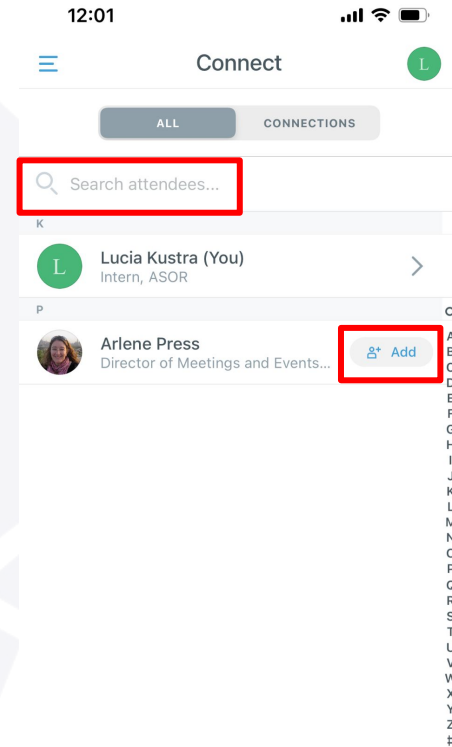 12:01
Connect
L
ALL
CONNECTIONS
Search attendees...
K
L
Lucia Kustra (You)
Intern, ASOR
P
Arlene Press
Director of Meetings and Events...
Add
A
B
C
D
E
F
G
H
I
J
K
L
M
N
O
P
Q
R
S
T
U
V
W
X
Y
Z